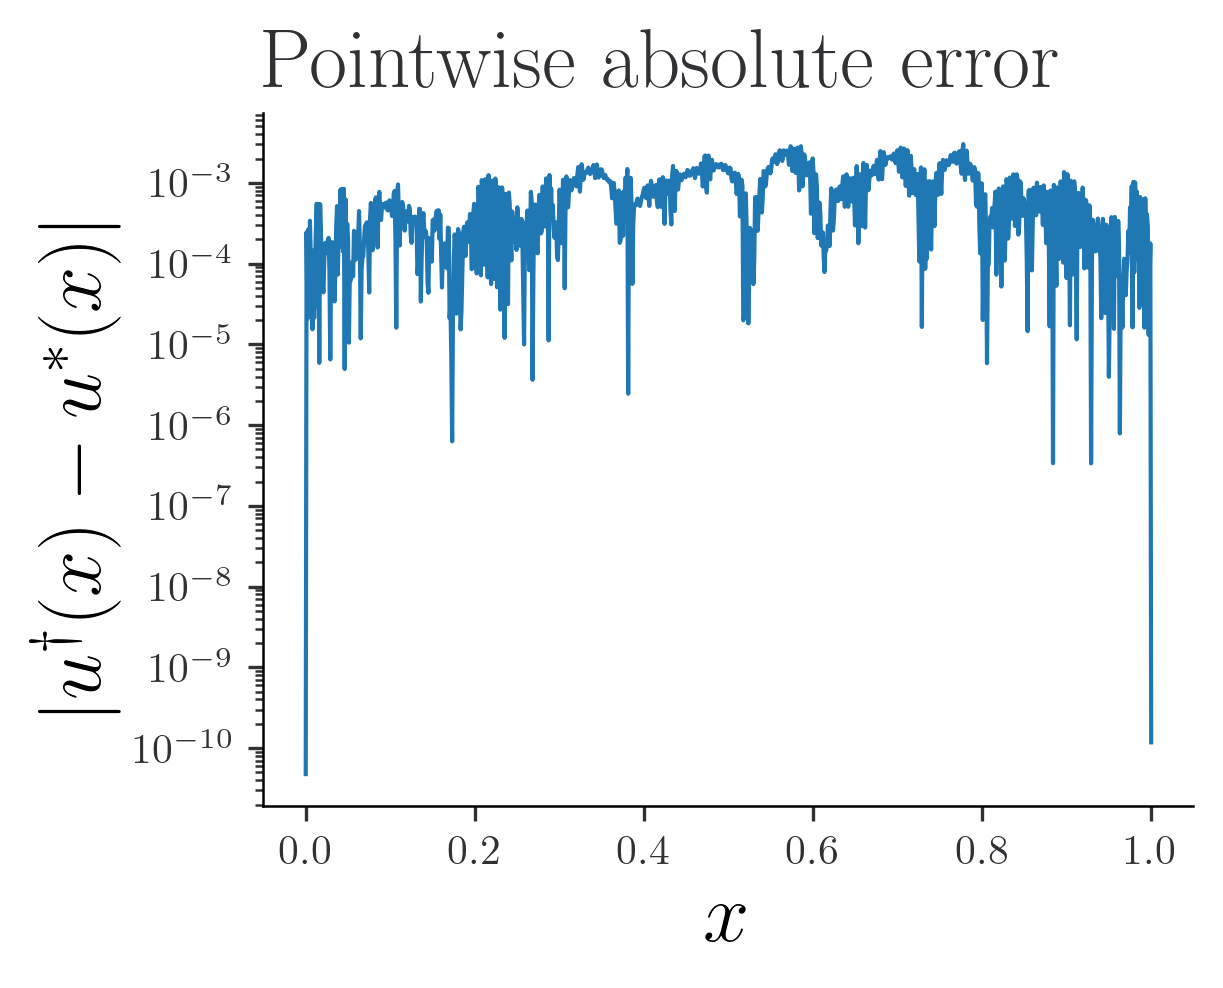 Pointwise absolute error
|u†(x) − u*(x)|
10⁻³
10⁻⁴
10⁻⁵
10⁻⁶
10⁻⁷
10⁻⁸
10⁻⁹
10⁻¹⁰
0.0 0.2 0.4 0.6 0.8 1.0
x